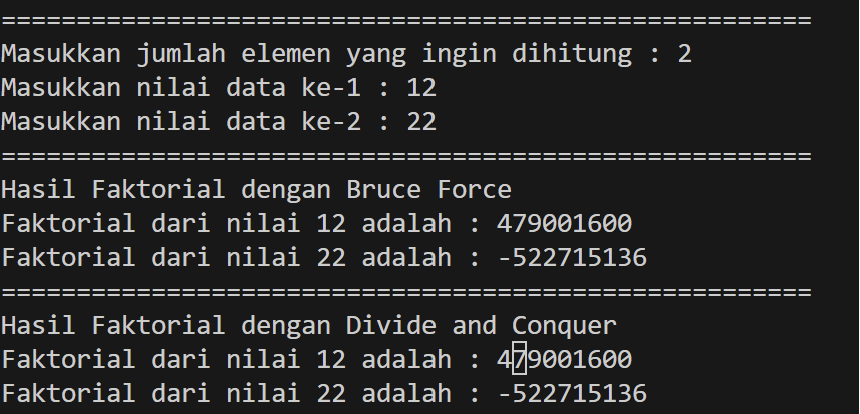 ======================================================
Masukkan jumlah elemen yang ingin dihitung : 2
Masukkan nilai data ke-1 : 12
Masukkan nilai data ke-2 : 22
======================================================
Hasil Faktorial dengan Bruce Force
Faktorial dari nilai 12 adalah : 479001600
Faktorial dari nilai 22 adalah : -522715136
======================================================
Hasil Faktorial dengan Divide and Conquer
Faktorial dari nilai 12 adalah : 479001600
Faktorial dari nilai 22 adalah : -522715136